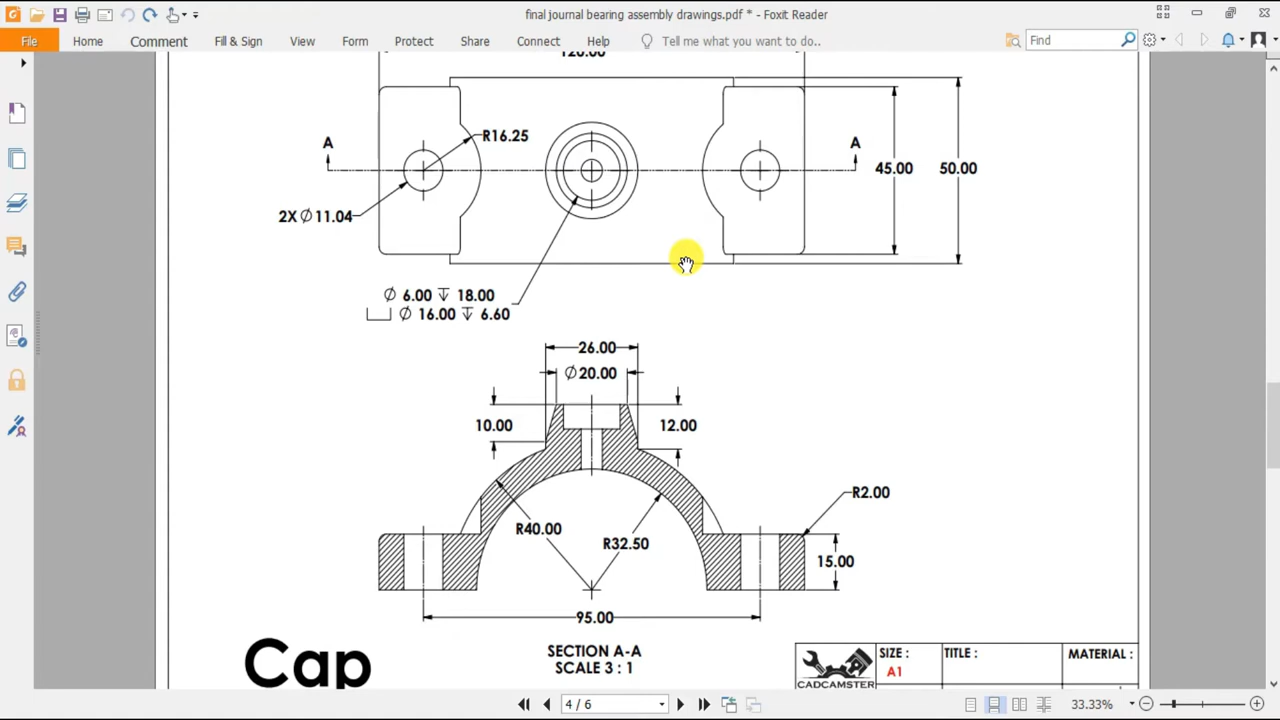 final journal bearing assembly drawings.pdf * - Foxit Reader
File Home Comment Fill & Sign View Form Protect Share Connect Help Tell me what you want to do.. Find
120.00
A
R16.25
A
45.00
50.00
2X ∅ 11.04
∅ 6.00 ↧ 18.00
⌴ ∅ 16.00 ↧ 6.60
26.00
∅20.00
10.00
12.00
R2.00
R40.00
R32.50
15.00
95.00
SECTION A-A
SCALE 3 : 1
Cap
CADCAMSTER
SIZE :
A1
TITLE :
MATERIAL :
4 / 6
33.33%